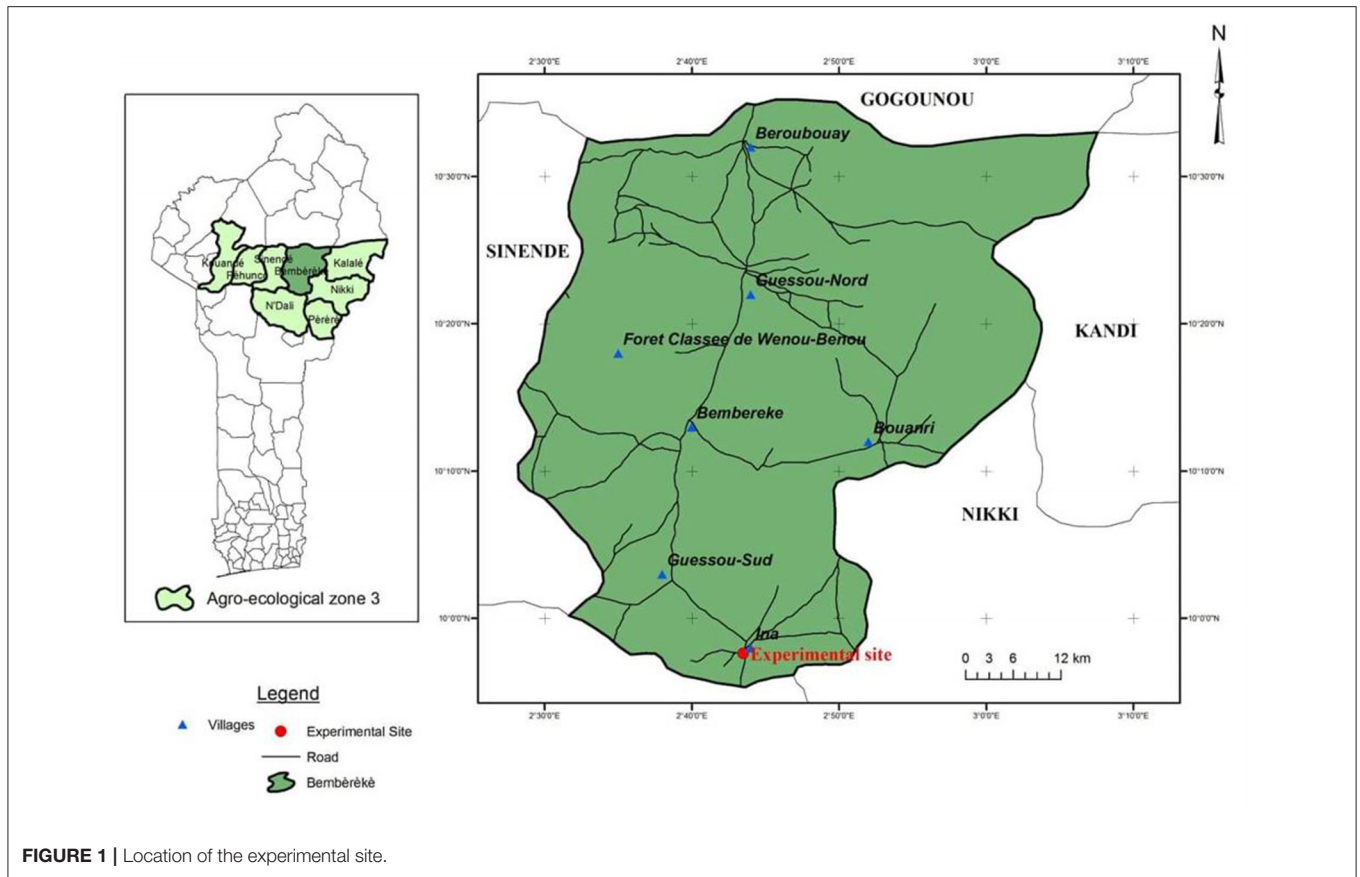 N
2°30'0"E
2°40'0"E
2°50'0"E
3°0'0"E
3°10'0"E
GOGOUNOU
Beroubouay
10°30'0"N
10°30'0"N
SINENDE
Kouandé
Péhunco
Sinendé
Bembèrèkè
Kalalé
Nikki
N'Dali
Pèrèrè
Guessou-Nord
10°20'0"N
10°20'0"N
KANDI
Foret Classee de Wenou-Benou
Bembereke
Bouanri
10°10'0"N
10°10'0"N
NIKKI
Guessou-Sud
Agro-ecological zone 3
10°0'0"N
10°0'0"N
Ina
Experimental site
0 3 6 12 km
2°30'0"E
2°40'0"E
2°50'0"E
3°0'0"E
3°10'0"E
Legend
Villages
Experimental Site
Road
Bembèrèkè
FIGURE 1 | Location of the experimental site.